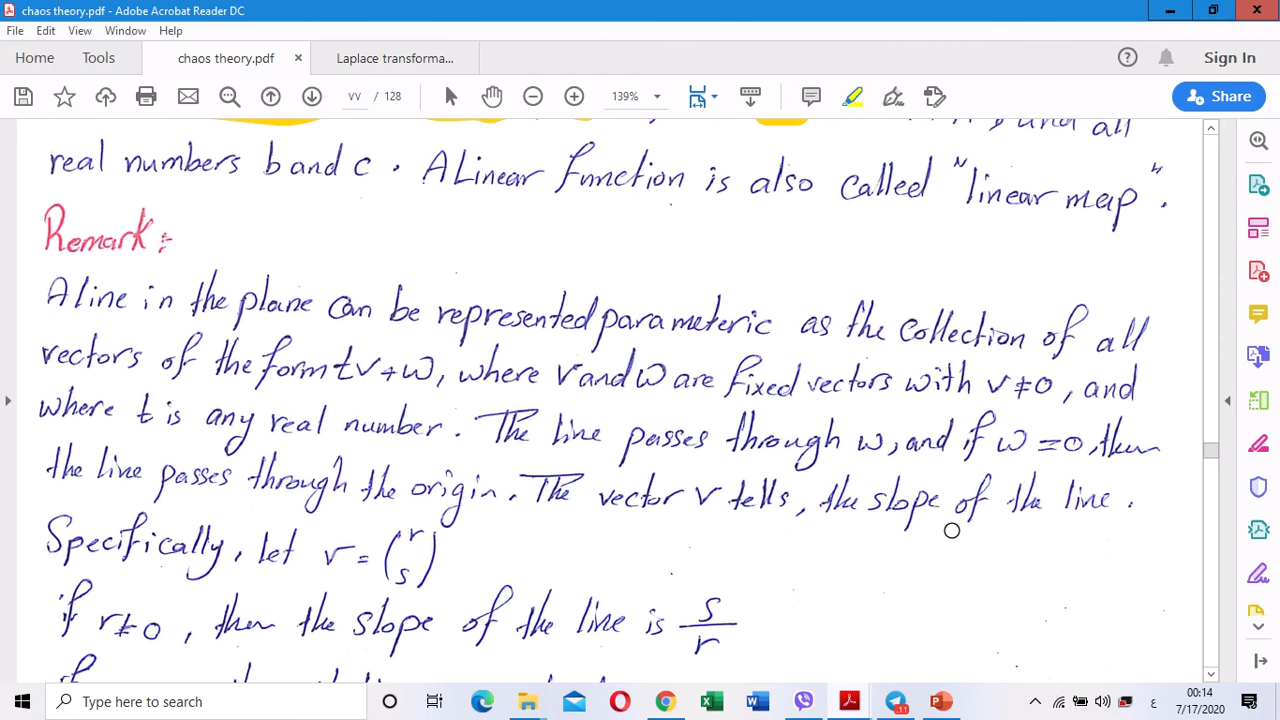 chaos theory.pdf - Adobe Acrobat Reader DC
File Edit View Window Help
Home Tools chaos theory.pdf × Laplace transforma... Sign In
٧٧ / 128 139% Share
and all
real numbers b and c. A Linear function is also called "linear map".
Remark:
A line in the plane can be represented parameteric as the collection of all
vectors of the form tv+w, where v and w are fixed vectors with v≠0, and
where t is any real number. The line passes through w, and if w=0, then
the line passes through the origin. The vector v tells, the slope of the line.
Specifically, let v = (r s)
if r≠0, then the slope of the line is s/r
Type here to search
ع 00:14
7/17/2020
11